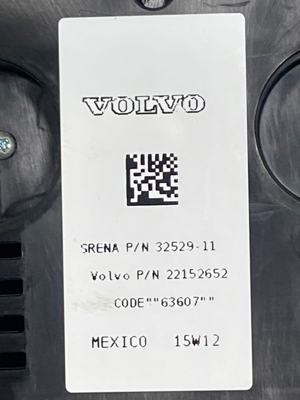 VOLVO
SRENA P/N 32529-11
Volvo P/N 22152652
CODE""63607""
MEXICO 15W12